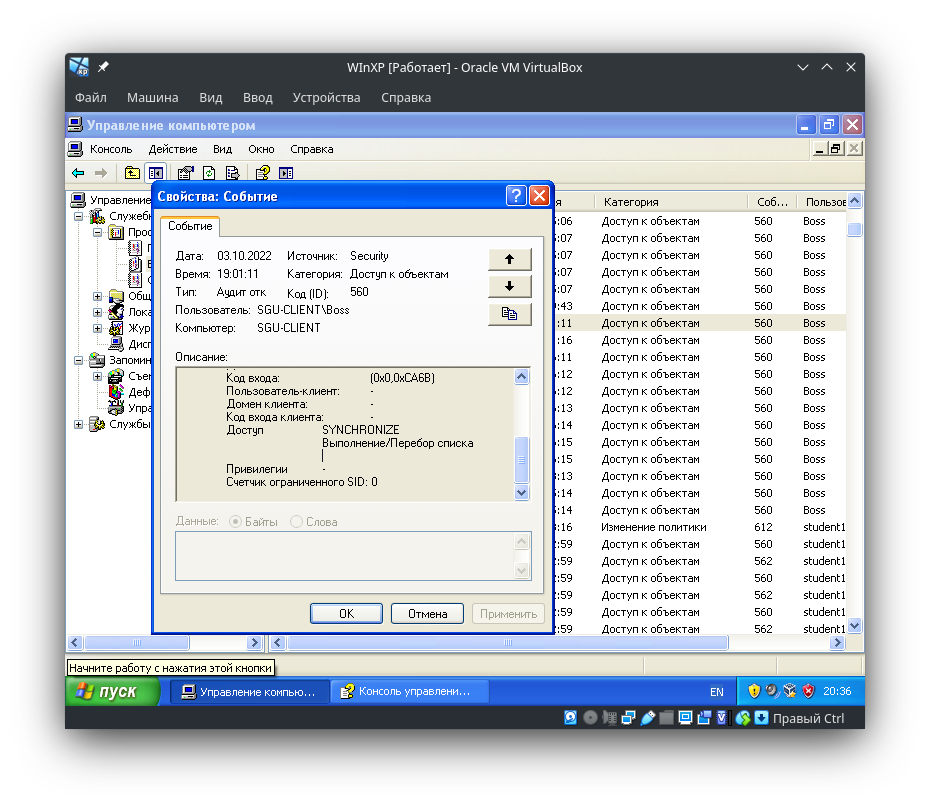 WInXP [Работает] - Oracle VM VirtualBox
Файл Машина Вид Ввод Устройства Справка
Управление компьютером
Консоль Действие Вид Окно Справка
Управление
Служебн
Прос
Общ
Лока
Жур
Дисп
Запомин
Съем
Деф
Упра
Службы
Свойства: Событие
Событие
Дата: 03.10.2022 Источник: Security
Время: 19:01:11 Категория: Доступ к объектам
Тип: Аудит отк Код (ID): 560
Пользователь: SGU-CLIENT\Boss
Компьютер: SGU-CLIENT
Описание:
Код входа: (0x0,0xCA6B)
Пользователь-клиент: -
Домен клиента: -
Код входа клиента: -
Доступ SYNCHRONIZE
Выполнение/Перебор списка
Привилегии -
Счетчик ограниченного SID: 0
Данные: Байты Слова
OK Отмена Применить
я Категория Соб... Пользов
:06 Доступ к объектам 560 Boss
:07 Доступ к объектам 560 Boss
:07 Доступ к объектам 560 Boss
:07 Доступ к объектам 560 Boss
:07 Доступ к объектам 560 Boss
:43 Доступ к объектам 560 Boss
:11 Доступ к объектам 560 Boss
:16 Доступ к объектам 560 Boss
:11 Доступ к объектам 560 Boss
:12 Доступ к объектам 560 Boss
:12 Доступ к объектам 560 Boss
:13 Доступ к объектам 560 Boss
:14 Доступ к объектам 560 Boss
:15 Доступ к объектам 560 Boss
:15 Доступ к объектам 560 Boss
:13 Доступ к объектам 560 Boss
:14 Доступ к объектам 560 Boss
:14 Доступ к объектам 560 Boss
:16 Изменение политики 612 student1
:59 Доступ к объектам 560 student1
:59 Доступ к объектам 562 student1
:59 Доступ к объектам 560 student1
:59 Доступ к объектам 562 student1
:59 Доступ к объектам 560 student1
:59 Доступ к объектам 562 student1
Начните работу с нажатия этой кнопки
пуск Управление компью... Консоль управлени... EN 20:36
Правый Ctrl